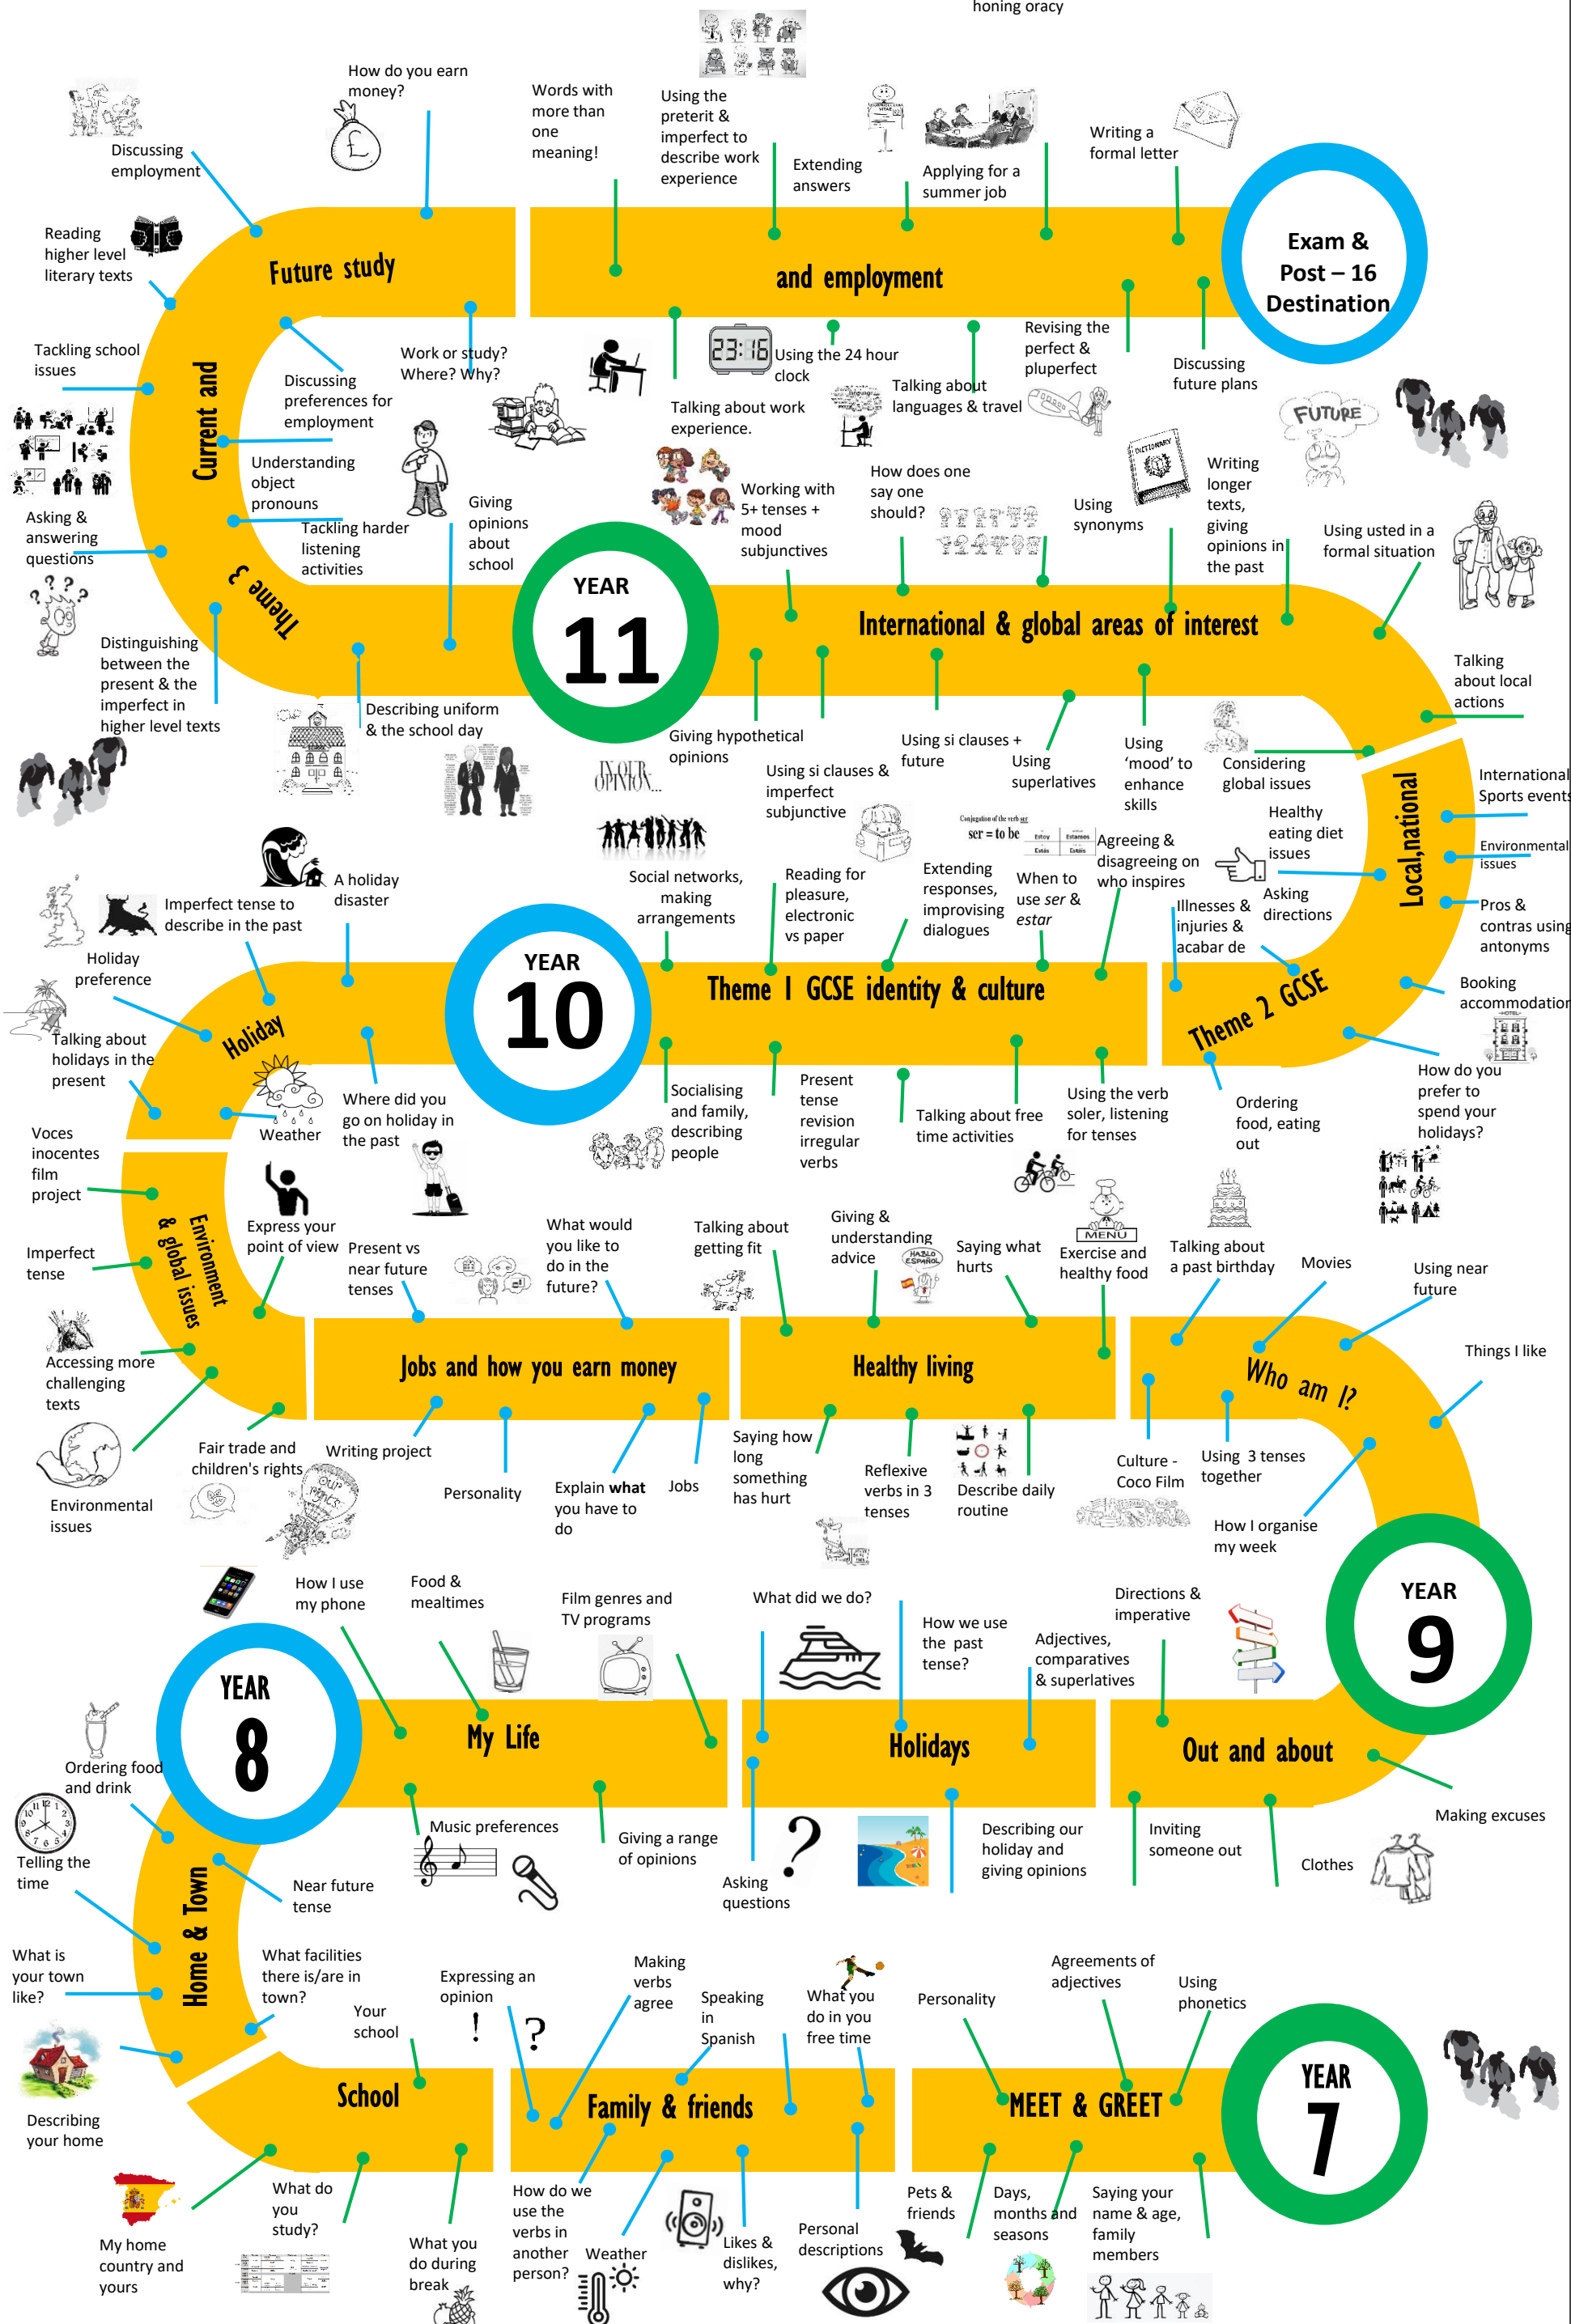 honing oracy
How do you earn
money?
Words with
more than
one
meaning!
Using the
preterit &
imperfect to
describe work
experience
Extending
answers
Applying for a
summer job
Writing a
formal letter
Discussing
employment
Reading
higher level
literary texts
Future study
and employment
Exam &
Post – 16
Destination
Tackling school
issues
Current and
Discussing
preferences for
employment
Work or study?
Where? Why?
23:16
Using the 24 hour
clock
Talking about work
experience.
Talking about
languages & travel
Revising the
perfect &
pluperfect
Discussing
future plans
FUTURE
Understanding
object
pronouns
Tackling harder
listening
activities
Giving
opinions
about
school
Working with
5+ tenses +
mood
subjunctives
How does one
say one
should?
Using
synonyms
DICTIONARY
Writing
longer
texts,
giving
opinions in
the past
Using usted in a
formal situation
Asking &
answering
questions
Theme 3
YEAR
11
International & global areas of interest
Distinguishing
between the
present & the
imperfect in
higher level texts
Describing uniform
& the school day
Giving hypothetical
opinions
IN OUR
OPINION...
Using si clauses &
imperfect
subjunctive
Using si clauses +
future
Using
superlatives
Using
‘mood’ to
enhance
skills
Considering
global issues
Talking
about local
actions
Local,national
International
Sports events
Environmental
issues
Pros &
contras using
antonyms
Healthy
eating diet
issues
Asking
directions
Illnesses &
injuries &
acabar de
Booking
accommodation
HOTEL
A holiday
disaster
Imperfect tense to
describe in the past
Holiday
preference
Talking about
holidays in the
present
Holiday
YEAR
10
Social networks,
making
arrangements
Reading for
pleasure,
electronic
vs paper
Extending
responses,
improvising
dialogues
Conjugation of the verb ser
ser = to be
Estoy
Estamos
Estás
Estáis
When to
use ser &
estar
Agreeing &
disagreeing on
who inspires
Theme 1 GCSE identity & culture
Theme 2 GCSE
Weather
Where did you
go on holiday in
the past
Socialising
and family,
describing
people
Present
tense
revision
irregular
verbs
Talking about free
time activities
Using the verb
soler, listening
for tenses
Ordering
food, eating
out
How do you
prefer to
spend your
holidays?
Voces
inocentes
film
project
Imperfect
tense
Environment
& global issues
Express your
point of view
Present vs
near future
tenses
What would
you like to
do in the
future?
Talking about
getting fit
Giving &
understanding
advice
HABLO
ESPAÑOL
Saying what
hurts
MENU
Exercise and
healthy food
Talking about
a past birthday
Movies
Using near
future
Things I like
Accessing more
challenging
texts
Jobs and how you earn money
Healthy living
Who am I?
Environmental
issues
Fair trade and
children's rights
Writing project
OUR
RIGHTS
Personality
Explain what
you have to
do
Jobs
Saying how
long
something
has hurt
Reflexive
verbs in 3
tenses
Describe daily
routine
Culture -
Coco Film
Using 3 tenses
together
How I organise
my week
YEAR
9
How I use
my phone
Food &
mealtimes
Film genres and
TV programs
What did we do?
How we use
the past
tense?
Adjectives,
comparatives
& superlatives
Directions &
imperative
YEAR
8
My Life
Holidays
Out and about
Making excuses
Ordering food
and drink
Telling the
time
Music preferences
Giving a range
of opinions
Asking
questions
?
Describing our
holiday and
giving opinions
Inviting
someone out
Clothes
Home & Town
Near future
tense
What is
your town
like?
What facilities
there is/are in
town?
Your
school
Expressing an
opinion
! ?
Making
verbs
agree
Speaking
in
Spanish
What you
do in you
free time
Personality
Agreements of
adjectives
Using
phonetics
Describing
your home
School
Family & friends
MEET & GREET
YEAR
7
My home
country and
yours
What do
you
study?
What you
do during
break
How do we
use the
verbs in
another
person?
Weather
Likes &
dislikes,
why?
Personal
descriptions
Pets &
friends
Days,
months and
seasons
Saying your
name & age,
family
members